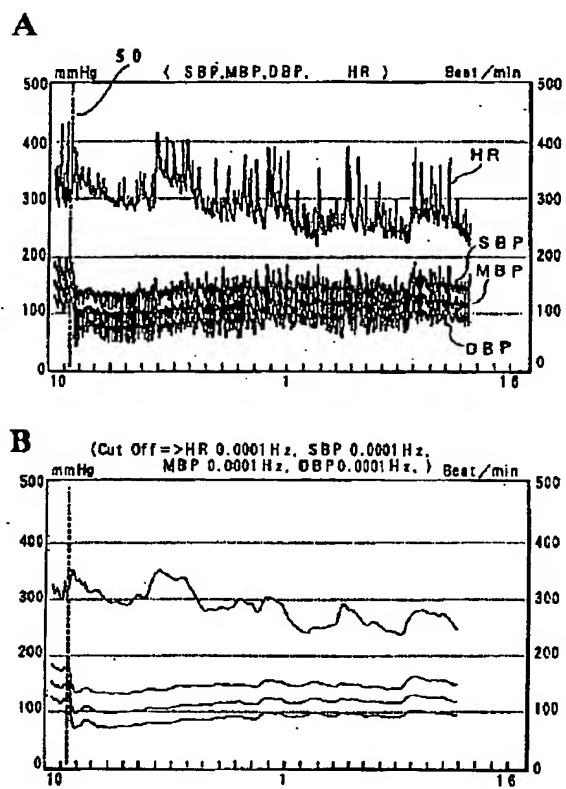 A
50
mmHg ( SBP,MBP,DBP, HR ) Beat/min
500 500
400 400
HR
300 300
200 200
SBP
MBP
100 100
DBP
0 0
10 1 16
B
(Cut Off=>HR 0.0001Hz, SBP 0.0001Hz,
MBP 0.0001Hz, DBP0.0001Hz, )
mmHg Beat/min
500 500
400 400
300 300
200 200
100 100
0 0
10 1 16